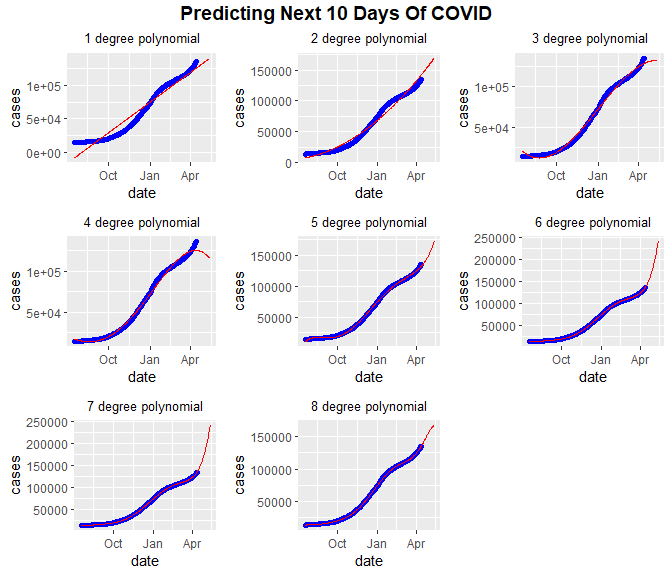 Predicting Next 10 Days Of COVID
1 degree polynomial
cases
1e+05
5e+04
0e+00
Oct Jan Apr
date
2 degree polynomial
cases
150000
100000
50000
0
Oct Jan Apr
date
3 degree polynomial
cases
1e+05
5e+04
Oct Jan Apr
date
4 degree polynomial
cases
1e+05
5e+04
Oct Jan Apr
date
5 degree polynomial
cases
150000
100000
50000
Oct Jan Apr
date
6 degree polynomial
cases
250000
200000
150000
100000
50000
Oct Jan Apr
date
7 degree polynomial
cases
250000
200000
150000
100000
50000
Oct Jan Apr
date
8 degree polynomial
cases
150000
100000
50000
Oct Jan Apr
date